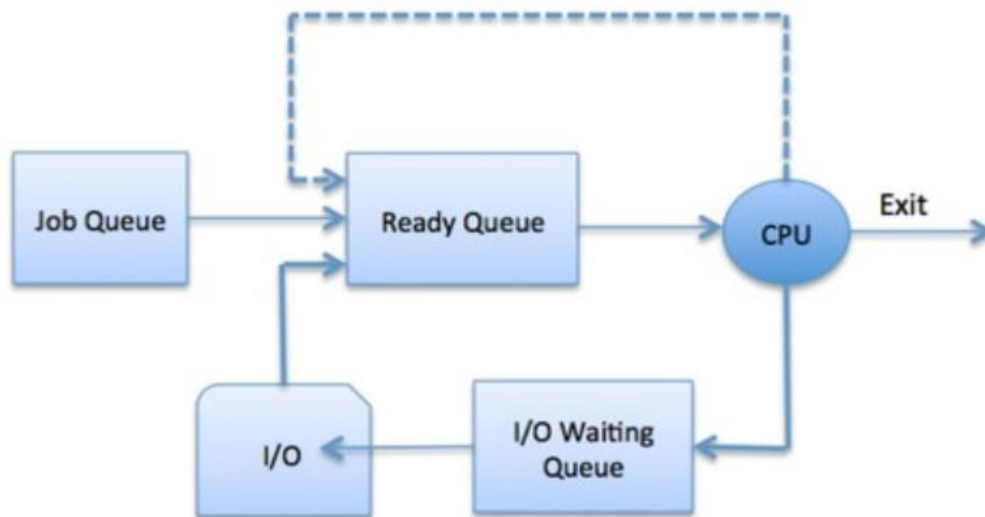 Job Queue
Ready Queue
CPU
Exit
I/O
I/O Waiting
Queue